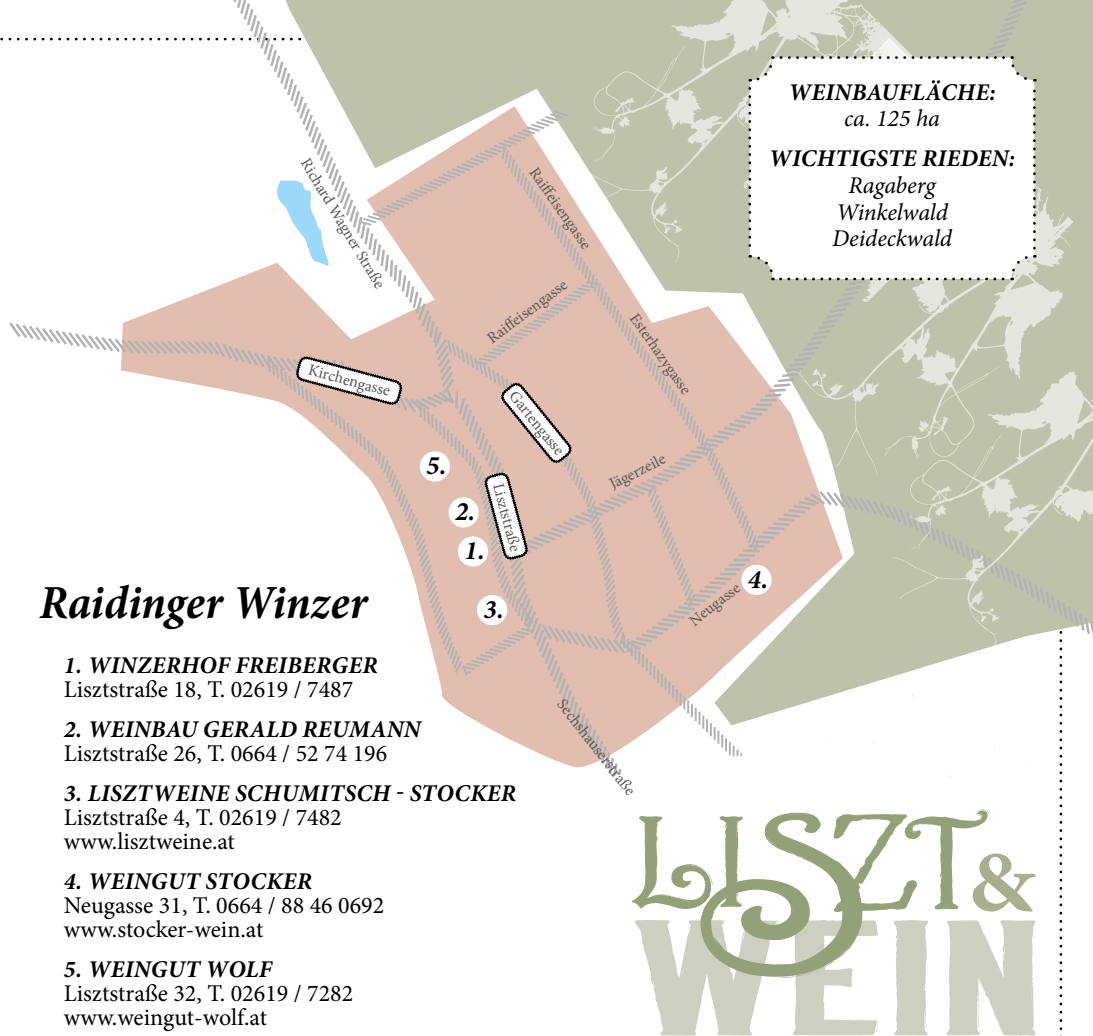 WEINBAUFLÄCHE:
ca. 125 ha
WICHTIGSTE RIEDEN:
Ragaberg
Winkelwald
Deideckwald
Richard Wagner Straße
Raiffeisengasse
Raiffeisengasse
Esterhazygasse
Kirchengasse
Gartengasse
Jägerzeile
Lisztstraße
5.
2.
1.
3.
4.
Neugasse
Sechshauserstraße
Raidinger Winzer
1. WINZERHOF FREIBERGER
Lisztstraße 18, T. 02619 / 7487
2. WEINBAU GERALD REUMANN
Lisztstraße 26, T. 0664 / 52 74 196
3. LISZTWEINE SCHUMITSCH - STOCKER
Lisztstraße 4, T. 02619 / 7482
www.lisztweine.at
4. WEINGUT STOCKER
Neugasse 31, T. 0664 / 88 46 0692
www.stocker-wein.at
5. WEINGUT WOLF
Lisztstraße 32, T. 02619 / 7282
www.weingut-wolf.at
LISZT &
WEIN